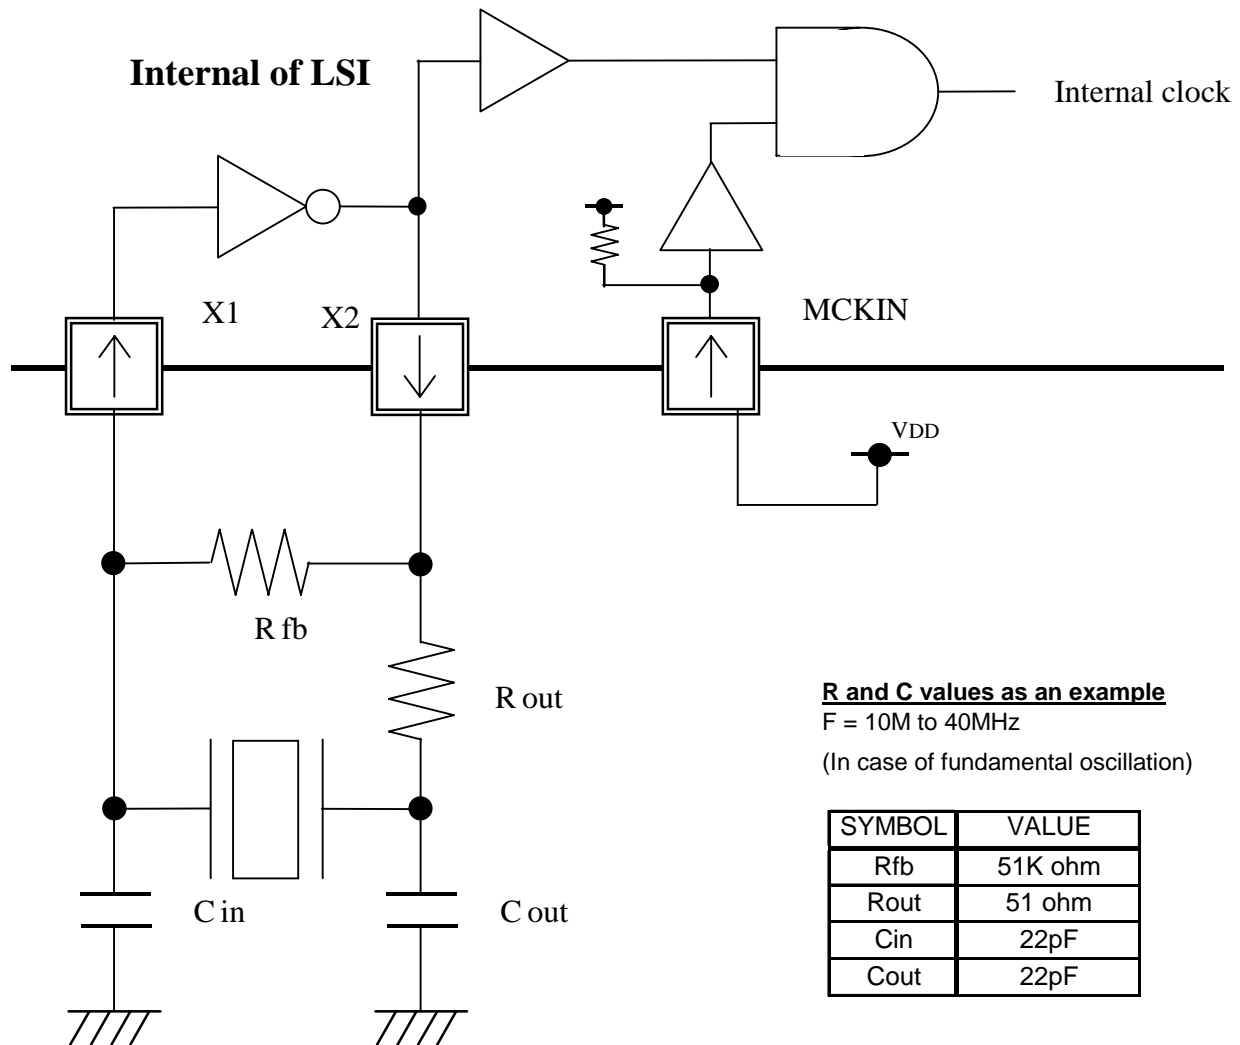 Internal of LSI
Internal clock
X1
X2
MCKIN
VDD
R fb
R out
R and C values as an example
F = 10M to 40MHz
(In case of fundamental oscillation)
SYMBOL VALUE
Rfb 51K ohm
Rout 51 ohm
Cin 22pF
Cout 22pF
C in
C out